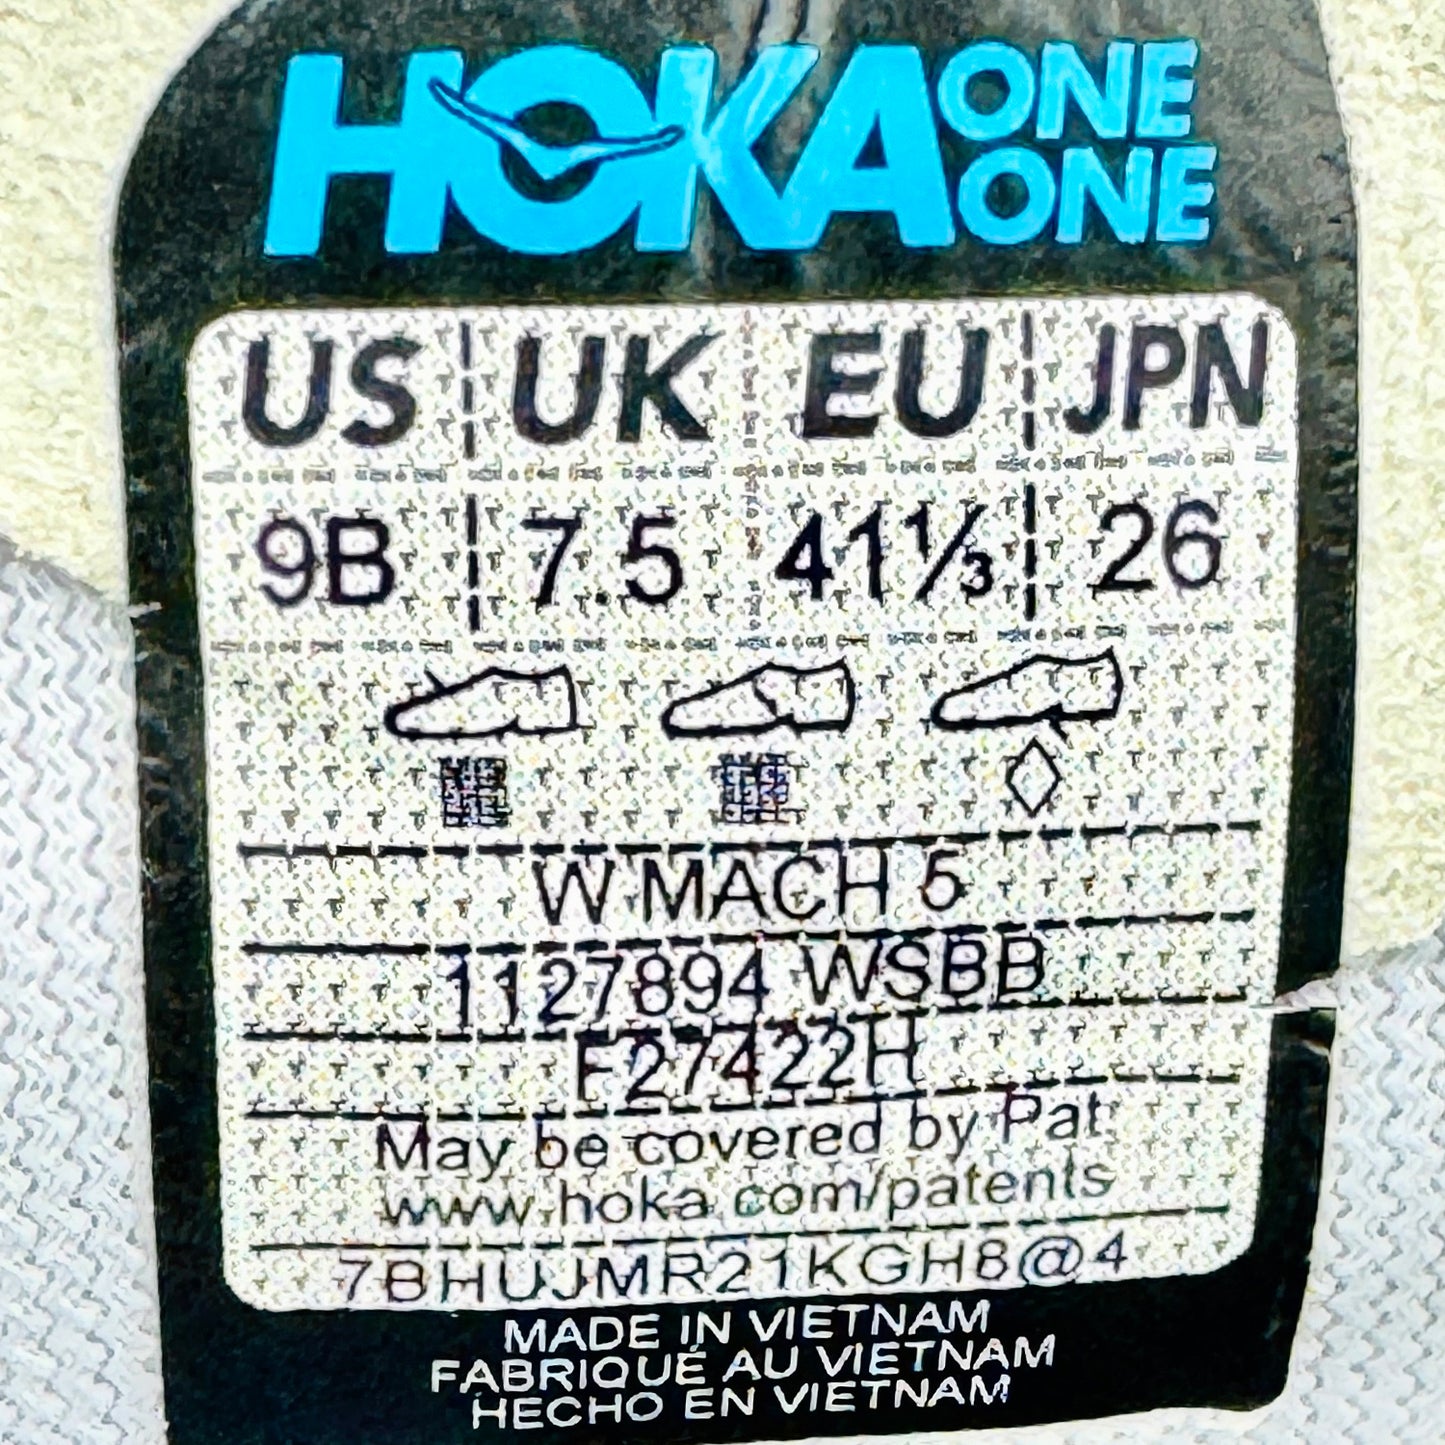 HOKA ONE ONE
US UK EU JPN
9B 7.5 41⅓ 26
W MACH 5
1127894 WSBB
F27422H
May be covered by Pat.
www.hoka.com/patents
7BHUJMR21KGH8@4
MADE IN VIETNAM
FABRIQUÉ AU VIETNAM
HECHO EN VIETNAM